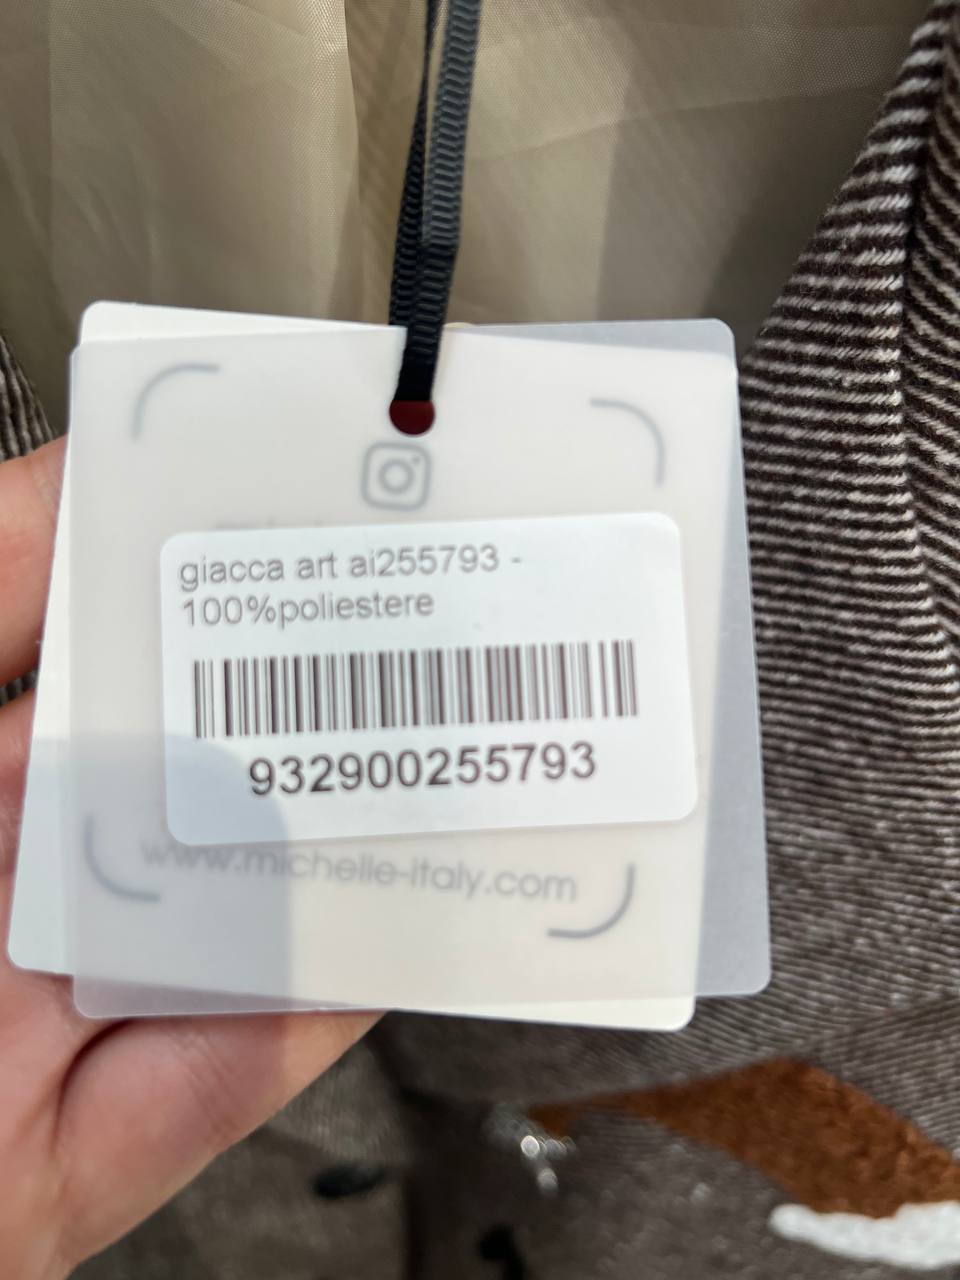 giacca art ai255793 -
100%poliestere
932900255793
www.michelle-italy.com